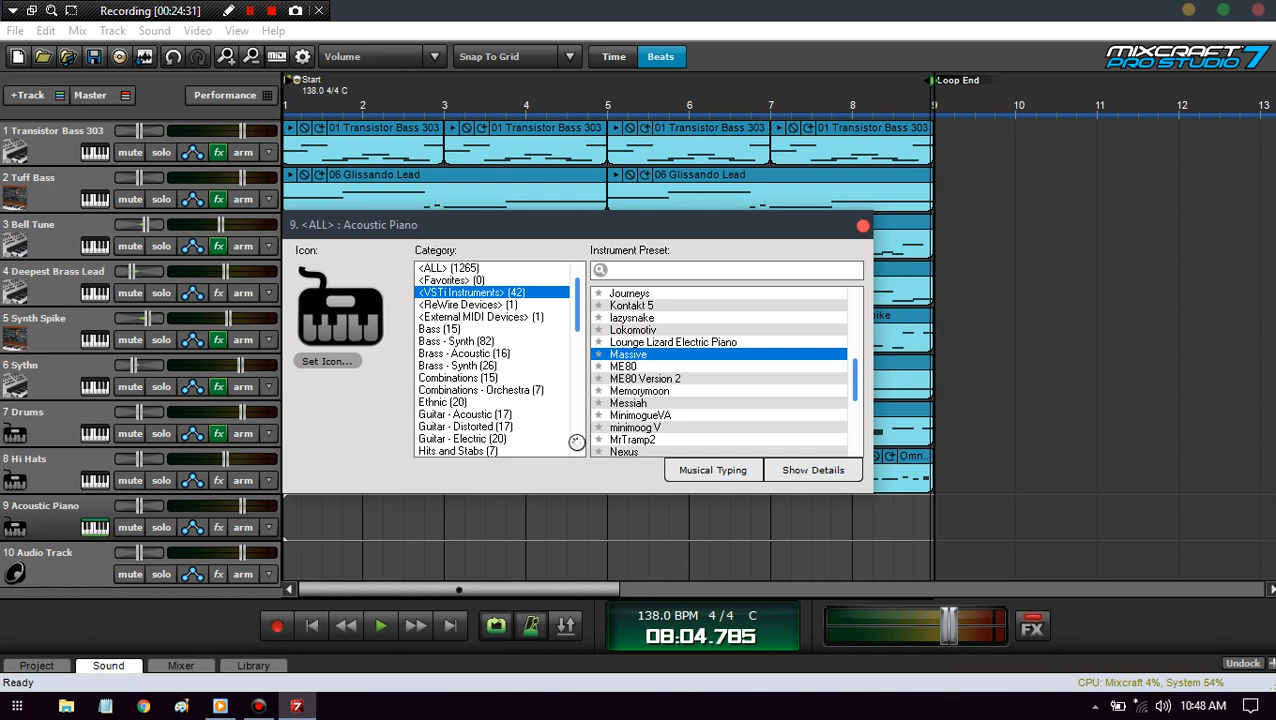 Recording [00:24:31]
File Edit Mix Track Sound Video View Help
Volume Snap To Grid Time Beats
MIXCRAFT
PRO STUDIO 7
+Track Master Performance
Start
138.0 4/4 C
Loop End
1 2 3 4 5 6 7 8 9 10 11 12 13
1 Transistor Bass 303
mute solo fx arm
01 Transistor Bass 303 01 Transistor Bass 303 01 Transistor Bass 303 01 Transistor Bass 303
2 Tuff Bass
mute solo fx arm
06 Glissando Lead 06 Glissando Lead
3 Bell Tune
mute solo fx arm
4 Deepest Brass Lead
mute solo fx arm
5 Synth Spike
mute solo fx arm
pike
6 Sythn
mute solo fx arm
7 Drums
mute solo fx arm
8 Hi Hats
mute solo fx arm
Omn...
9 Acoustic Piano
mute solo fx arm
10 Audio Track
mute solo fx arm
9. <ALL> : Acoustic Piano
Icon:
Set Icon...
Category:
<ALL> (1265)
<Favorites> (0)
<VSTi Instruments> (42)
<ReWire Devices> (1)
<External MIDI Devices> (1)
Bass (15)
Bass - Synth (82)
Brass - Acoustic (16)
Brass - Synth (26)
Combinations (15)
Combinations - Orchestra (7)
Ethnic (20)
Guitar - Acoustic (17)
Guitar - Distorted (17)
Guitar - Electric (20)
Hits and Stabs (7)
Instrument Preset:
Journeys
Kontakt 5
lazysnake
Lokomotiv
Lounge Lizard Electric Piano
Massive
ME80
ME80 Version 2
Memorymoon
Messiah
MinimogueVA
minimoog V
MrTramp2
Nexus
Musical Typing Show Details
138.0 BPM 4/4 C
08:04.785
FX
Project Sound Mixer Library Undock
Ready
CPU: Mixcraft 4%, System 54%
7
10:48 AM